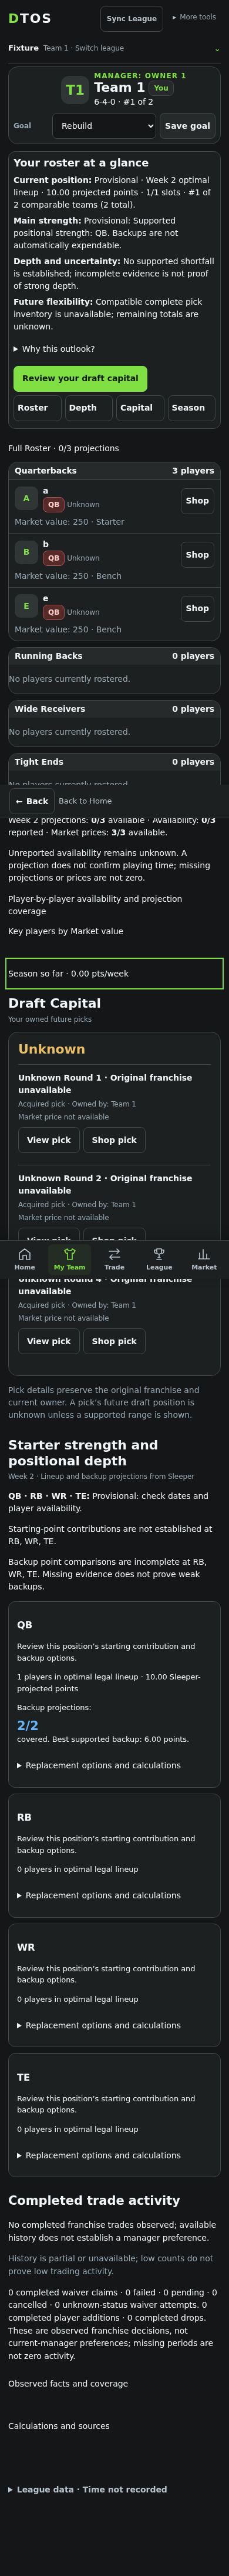 DTOS
Sync League
▸ More tools
Fixture Team 1 · Switch league
T1
MANAGER: OWNER 1
Team 1 You
6-4-0 · #1 of 2
Goal
Rebuild
Save goal
Your roster at a glance
Current position: Provisional · Week 2 optimal
lineup · 10.00 projected points · 1/1 slots · #1 of
2 comparable teams (2 total).
Main strength: Provisional: Supported
positional strength: QB. Backups are not
automatically expendable.
Depth and uncertainty: No supported shortfall
is established; incomplete evidence is not proof
of strong depth.
Future flexibility: Compatible complete pick
inventory is unavailable; remaining totals are
unknown.
▶ Why this outlook?
Review your draft capital
Roster
Depth
Capital
Season
Full Roster · 0/3 projections
Quarterbacks 3 players
A
a
QB Unknown
Shop
Market value: 250 · Starter
B
b
QB Unknown
Shop
Market value: 250 · Bench
E
e
QB Unknown
Shop
Market value: 250 · Bench
Running Backs 0 players
No players currently rostered.
Wide Receivers 0 players
No players currently rostered.
Tight Ends 0 players
No players currently rostered.
← Back
Back to Home
Week 2 projections: 0/3 available · Availability: 0/3
reported · Market prices: 3/3 available.
Unreported availability remains unknown. A
projection does not confirm playing time; missing
projections or prices are not zero.
Player-by-player availability and projection
coverage
Key players by Market value
Season so far · 0.00 pts/week
Draft Capital
Your owned future picks
Unknown
Unknown Round 1 · Original franchise
unavailable
Acquired pick · Owned by: Team 1
Market price not available
View pick
Shop pick
Unknown Round 2 · Original franchise
unavailable
Acquired pick · Owned by: Team 1
Market price not available
View pick
Shop pick
Home
My Team
Trade
League
Market
Unknown Round 4 · Original franchise
unavailable
Acquired pick · Owned by: Team 1
Market price not available
View pick
Shop pick
Pick details preserve the original franchise and
current owner. A pick's future draft position is
unknown unless a supported range is shown.
Starter strength and
positional depth
Week 2 · Lineup and backup projections from Sleeper
QB · RB · WR · TE: Provisional: check dates and
player availability.
Starting-point contributions are not established at
RB, WR, TE.
Backup point comparisons are incomplete at RB,
WR, TE. Missing evidence does not prove weak
backups.
QB
Review this position's starting contribution and
backup options.
1 players in optimal legal lineup · 10.00 Sleeper-
projected points
Backup projections:
2/2
covered. Best supported backup: 6.00 points.
▶ Replacement options and calculations
RB
Review this position's starting contribution and
backup options.
0 players in optimal legal lineup
▶ Replacement options and calculations
WR
Review this position's starting contribution and
backup options.
0 players in optimal legal lineup
▶ Replacement options and calculations
TE
Review this position's starting contribution and
backup options.
0 players in optimal legal lineup
▶ Replacement options and calculations
Completed trade activity
No completed franchise trades observed; available
history does not establish a manager preference.
History is partial or unavailable; low counts do not
prove low trading activity.
0 completed waiver claims · 0 failed · 0 pending · 0
cancelled · 0 unknown-status waiver attempts. 0
completed player additions · 0 completed drops.
These are observed franchise decisions, not
current-manager preferences; missing periods are
not zero activity.
Observed facts and coverage
Calculations and sources
▶ League data · Time not recorded